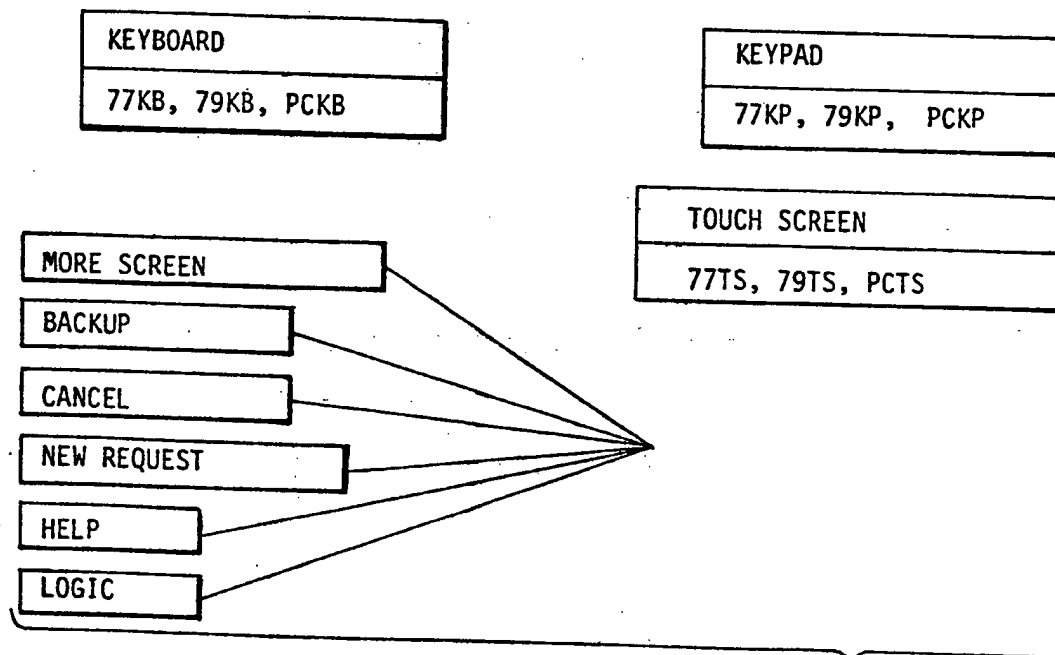 KEYBOARD
77KB, 79KB, PCKB
KEYPAD
77KP, 79KP, PCKP
TOUCH SCREEN
77TS, 79TS, PCTS
MORE SCREEN
BACKUP
CANCEL
NEW REQUEST
HELP
LOGIC